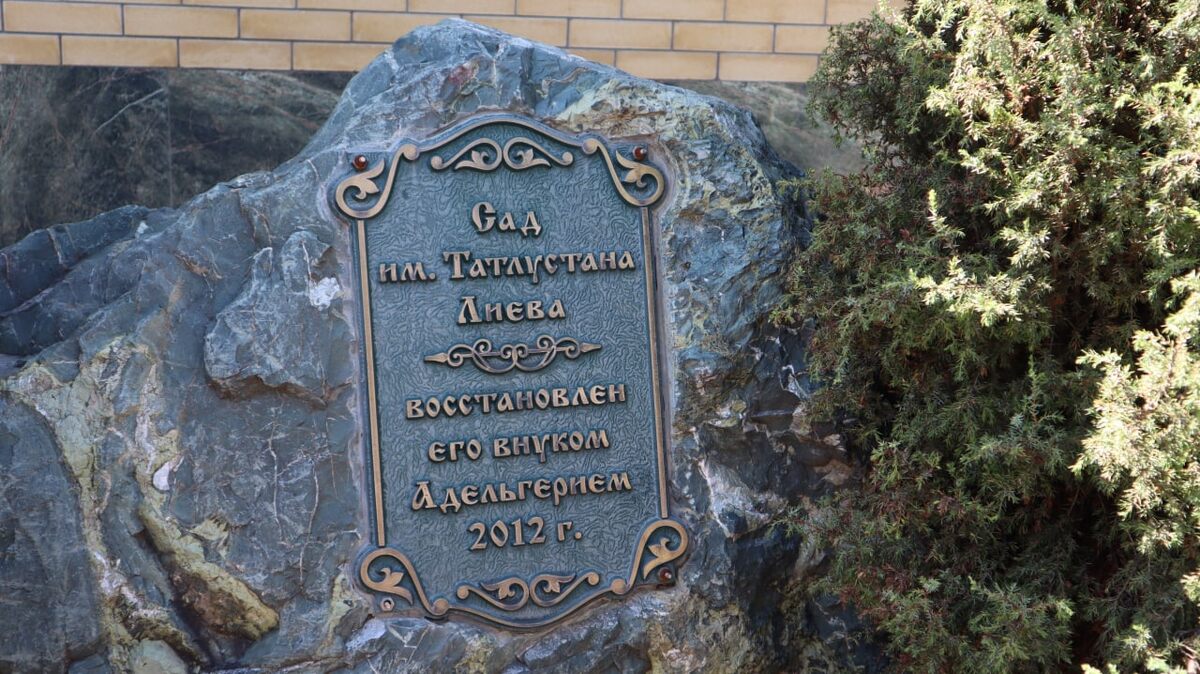 Сад
им. Татлустана
Лиева
восстановлен
его внуком
Адельгерием
2012 г.